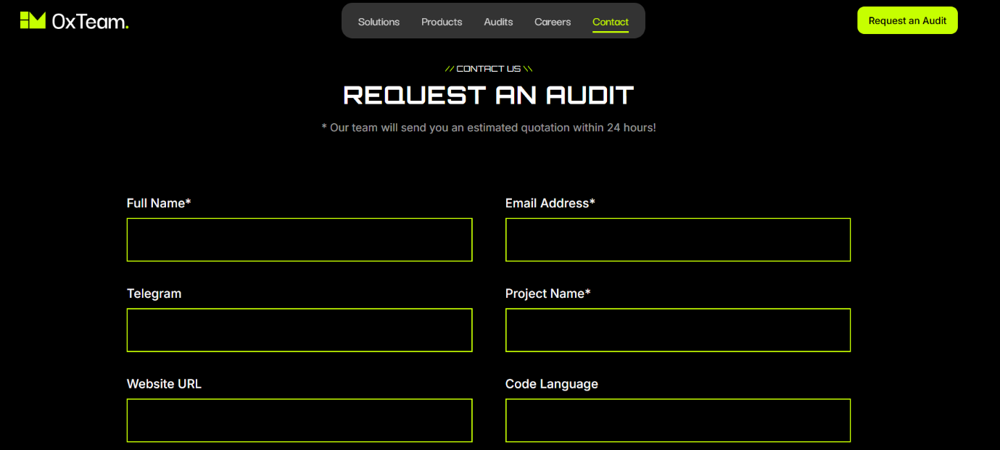 0xTeam.
Solutions Products Audits Careers Contact
Request an Audit
// CONTACT US \\
REQUEST AN AUDIT
* Our team will send you an estimated quotation within 24 hours!
Full Name* Email Address*
Telegram Project Name*
Website URL Code Language